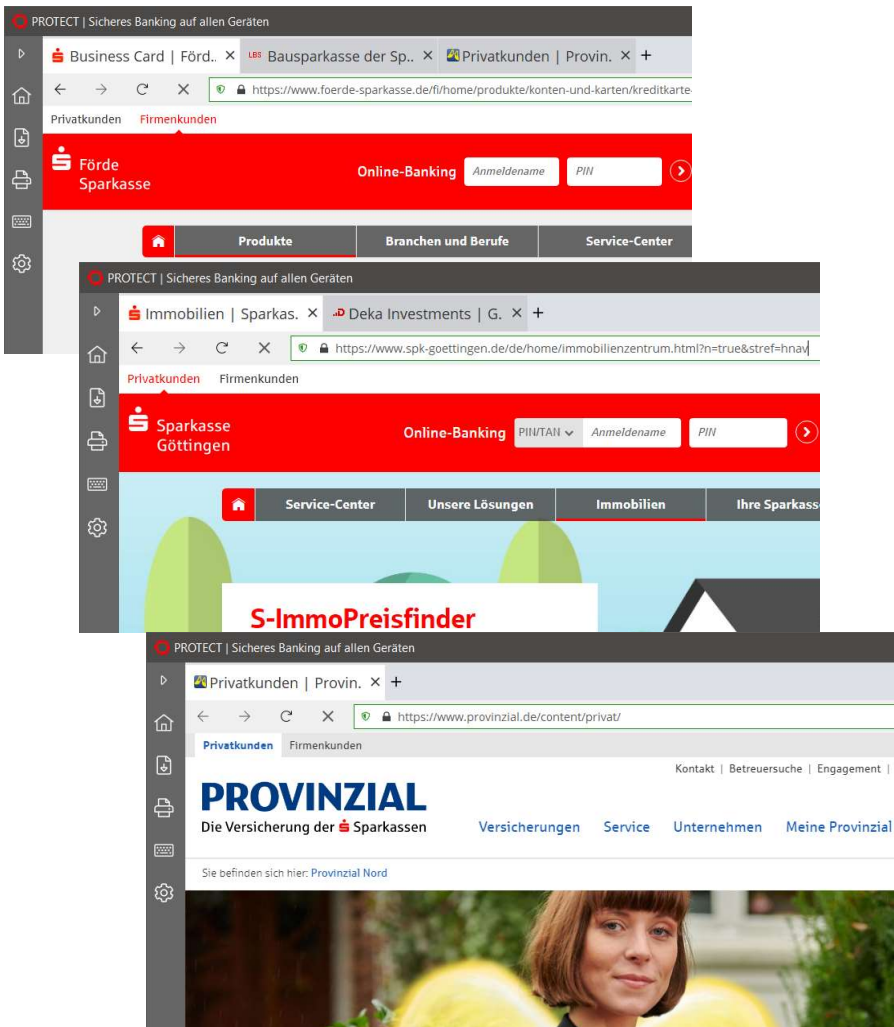 PROTECT | Sicheres Banking auf allen Geräten
Business Card | Förd.. × LBS Bausparkasse der Sp.. × Privatkunden | Provin. × +
https://www.foerde-sparkasse.de/fi/home/produkte/konten-und-karten/kreditkarte
Privatkunden Firmenkunden
Förde
Sparkasse
Online-Banking Anmeldename PIN
Produkte Branchen und Berufe Service-Center
PROTECT | Sicheres Banking auf allen Geräten
Immobilien | Sparkas. × Deka Investments | G. × +
https://www.spk-goettingen.de/de/home/immobilienzentrum.html?n=true&stref=hnav
Privatkunden Firmenkunden
Sparkasse
Göttingen
Online-Banking PIN/TAN Anmeldename PIN
Service-Center Unsere Lösungen Immobilien Ihre Sparkass
S-ImmoPreisfinder
PROTECT | Sicheres Banking auf allen Geräten
Privatkunden | Provin. × +
https://www.provinzial.de/content/privat/
Privatkunden Firmenkunden
Kontakt | Betreuersuche | Engagement |
PROVINZIAL
Die Versicherung der Sparkassen
Versicherungen Service Unternehmen Meine Provinzial
Sie befinden sich hier: Provinzial Nord